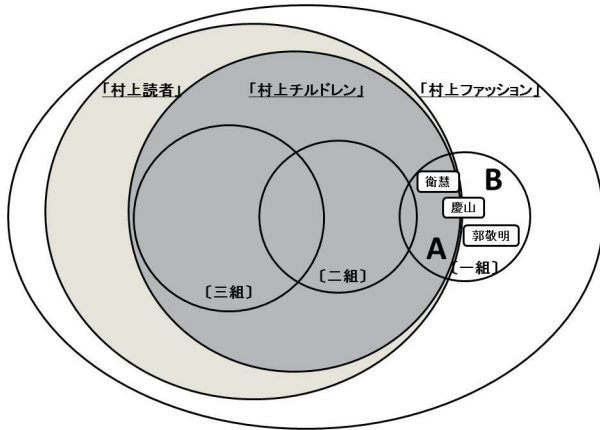 「村上読者」
「村上チルドレン」
「村上ファッション」
衛慧
B
慶山
郭敬明
A
〔一組〕
〔二組〕
〔三組〕